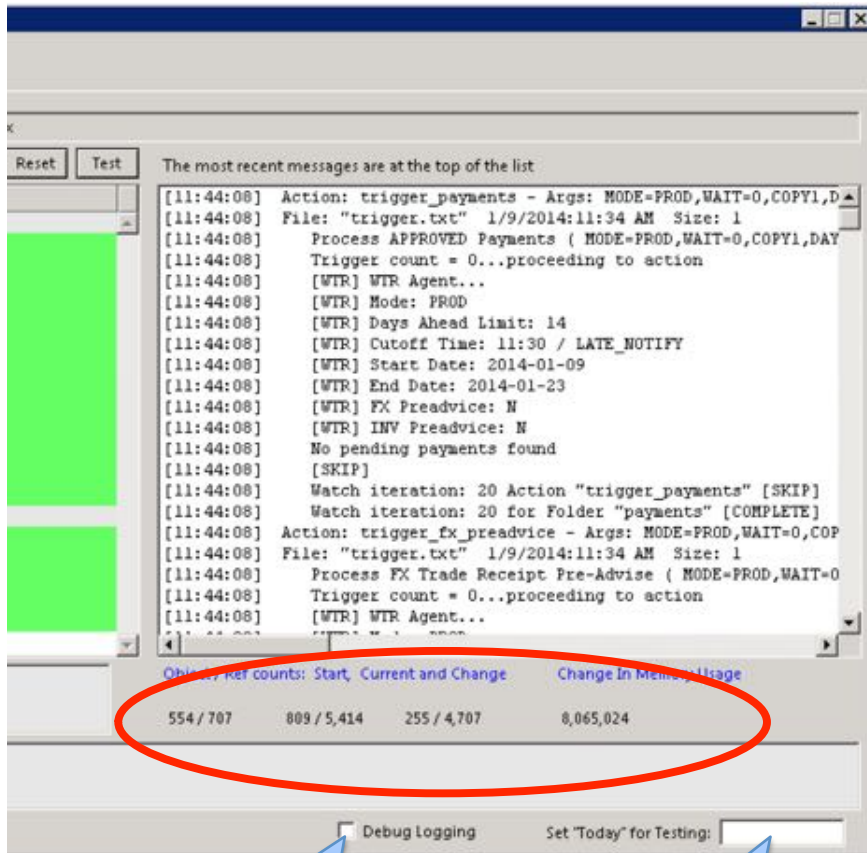 Reset Test The most recent messages are at the top of the list
[11:44:08] Action: trigger_payments - Args: MODE=PROD,WAIT=0,COPY1,D
[11:44:08] File: "trigger.txt" 1/9/2014:11:34 AM Size: 1
[11:44:08] Process APPROVED Payments ( MODE=PROD,WAIT=0,COPY1,DAY
[11:44:08] Trigger count = 0...proceeding to action
[11:44:08] [WTR] WTR Agent...
[11:44:08] [WTR] Mode: PROD
[11:44:08] [WTR] Days Ahead Limit: 14
[11:44:08] [WTR] Cutoff Time: 11:30 / LATE_NOTIFY
[11:44:08] [WTR] Start Date: 2014-01-09
[11:44:08] [WTR] End Date: 2014-01-23
[11:44:08] [WTR] FX Preadvice: N
[11:44:08] [WTR] INV Preadvice: N
[11:44:08] No pending payments found
[11:44:08] [SKIP]
[11:44:08] Watch iteration: 20 Action "trigger_payments" [SKIP]
[11:44:08] Watch iteration: 20 for Folder "payments" [COMPLETE]
[11:44:08] Action: trigger_fx_preadvice - Args: MODE=PROD,WAIT=0,COP
[11:44:08] File: "trigger.txt" 1/9/2014:11:34 AM Size: 1
[11:44:08] Process FX Trade Receipt Pre-Advise ( MODE=PROD,WAIT=0
[11:44:08] Trigger count = 0...proceeding to action
[11:44:08] [WTR] WTR Agent...
Object / Ref counts: Start, Current and Change Change In Memory Usage
554 / 707 809 / 5,414 255 / 4,707 8,065,024
Debug Logging Set "Today" for Testing: